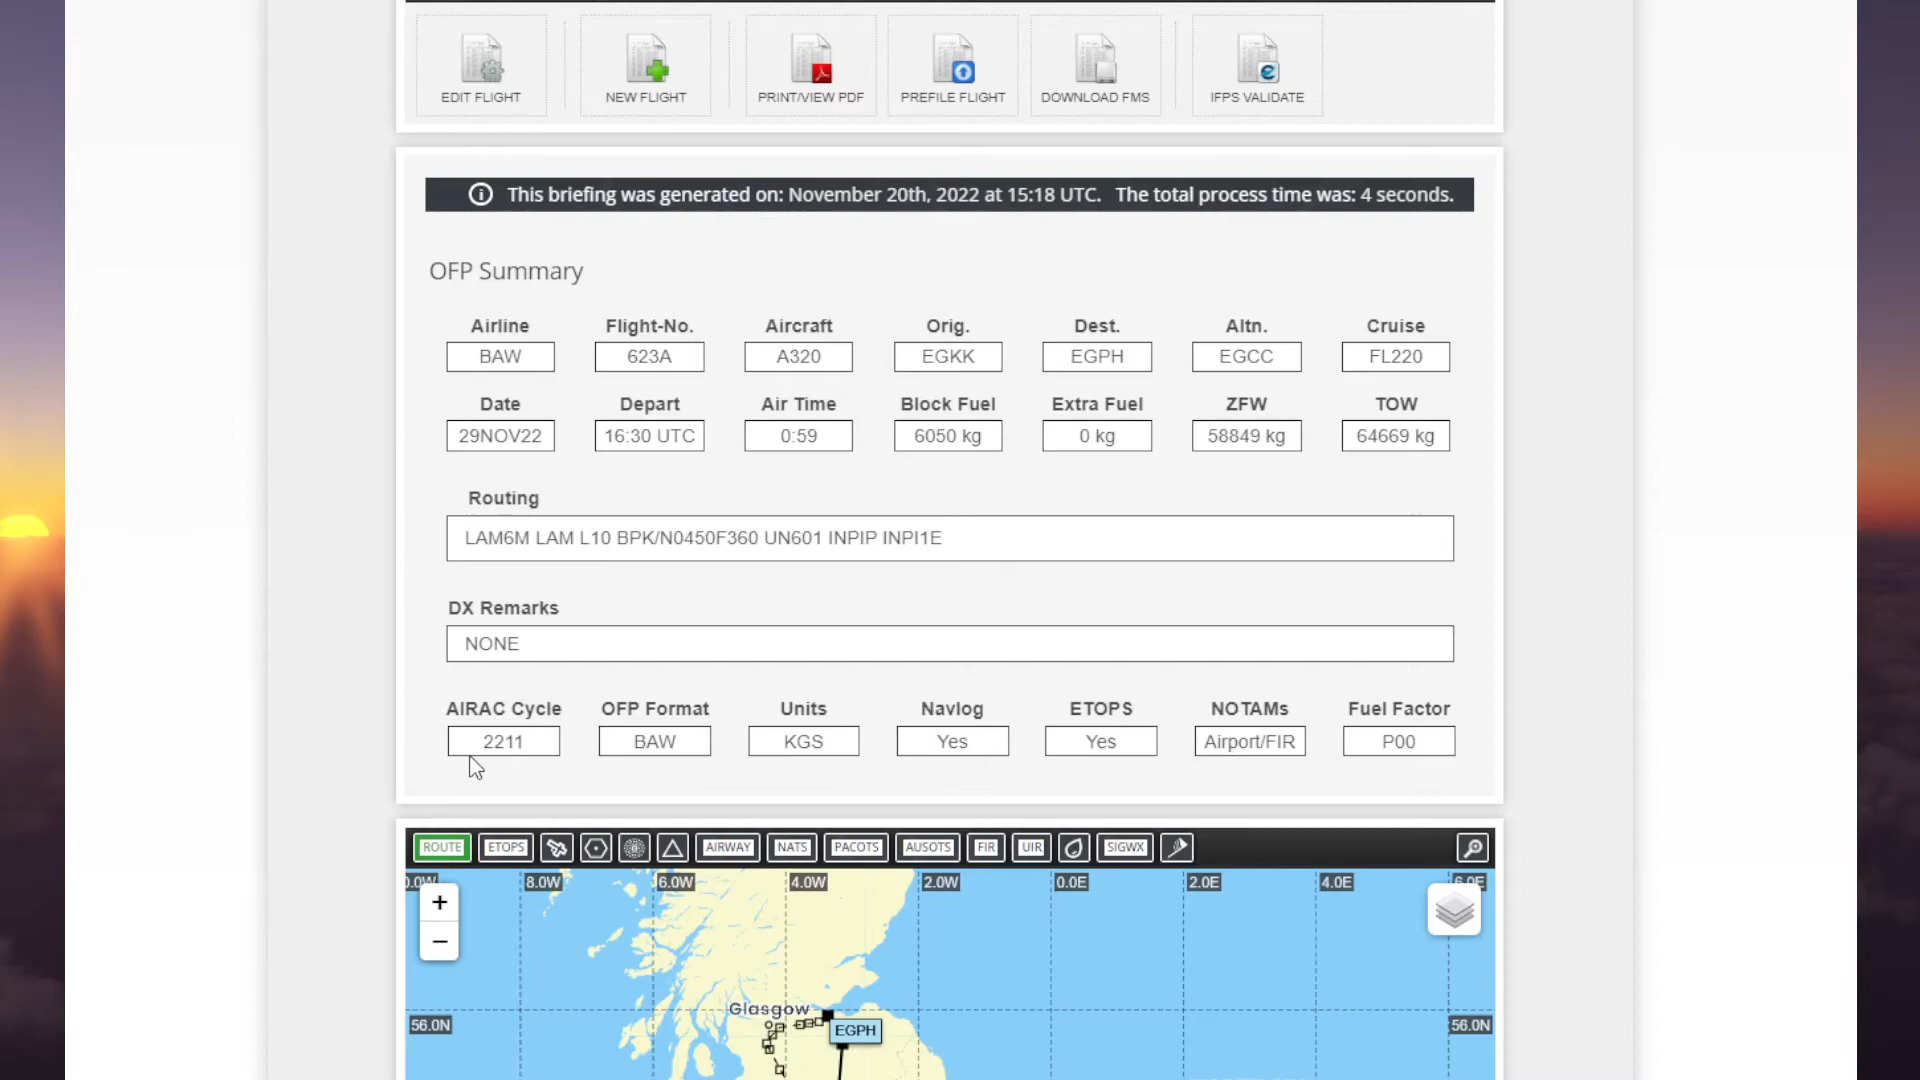 EDIT FLIGHT NEW FLIGHT PRINT/VIEW PDF PREFILE FLIGHT DOWNLOAD FMS IFPS VALIDATE
This briefing was generated on: November 20th, 2022 at 15:18 UTC. The total process time was: 4 seconds.
OFP Summary
Airline Flight-No. Aircraft Orig. Dest. Altn. Cruise
BAW 623A A320 EGKK EGPH EGCC FL220
Date Depart Air Time Block Fuel Extra Fuel ZFW TOW
29NOV22 16:30 UTC 0:59 6050 kg 0 kg 58849 kg 64669 kg
Routing
LAM6M LAM L10 BPK/N0450F360 UN601 INPIP INPI1E
DX Remarks
NONE
AIRAC Cycle OFP Format Units Navlog ETOPS NOTAMs Fuel Factor
2211 BAW KGS Yes Yes Airport/FIR P00
ROUTE ETOPS AIRWAY NATS PACOTS AUSOTS FIR UIR SIGWX
8.0W 6.0W 4.0W 2.0W 0.0E 2.0E 4.0E 6.0E
+
−
Glasgow
EGPH
56.0N 56.0N